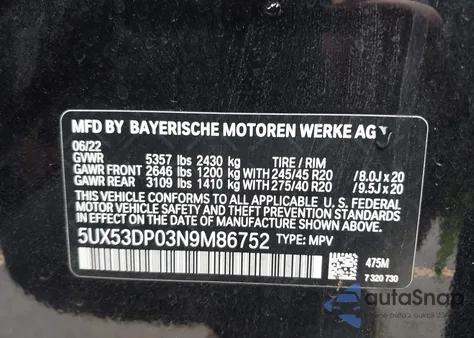 MFD BY BAYERISCHE MOTOREN WERKE AG
06/22
GVWR 5357 lbs 2430 kg TIRE / RIM
GAWR FRONT 2646 lbs 1200 kg WITH 245/45 R20 /8.0J x 20
GAWR REAR 3109 lbs 1410 kg WITH 275/40 R20 /9.5J x 20
THIS VEHICLE CONFORMS TO ALL APPLICABLE U. S. FEDERAL
MOTOR VEHICLE SAFETY, BUMPER, AND THEFT PREVENTION
STANDARDS IN EFFECT ON THE DATE OF MANUFACTURE SHOWN ABOVE.
5UX53DP03N9M86752 TYPE: MPV
475M
7 320 730
autaSnap